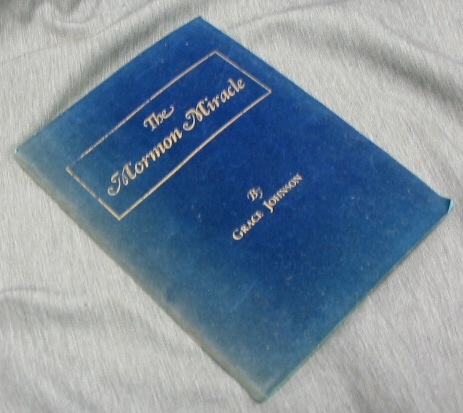 The
Mormon Miracle
By
GRACE JOHNSON